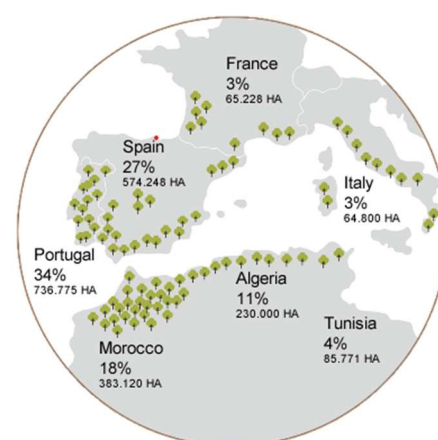 France
3%
65.228 HA
Spain
27%
574.248 HA
Italy
3%
64.800 HA
Portugal
34%
736.775 HA
Algeria
11%
230.000 HA
Tunisia
4%
85.771 HA
Morocco
18%
383.120 HA